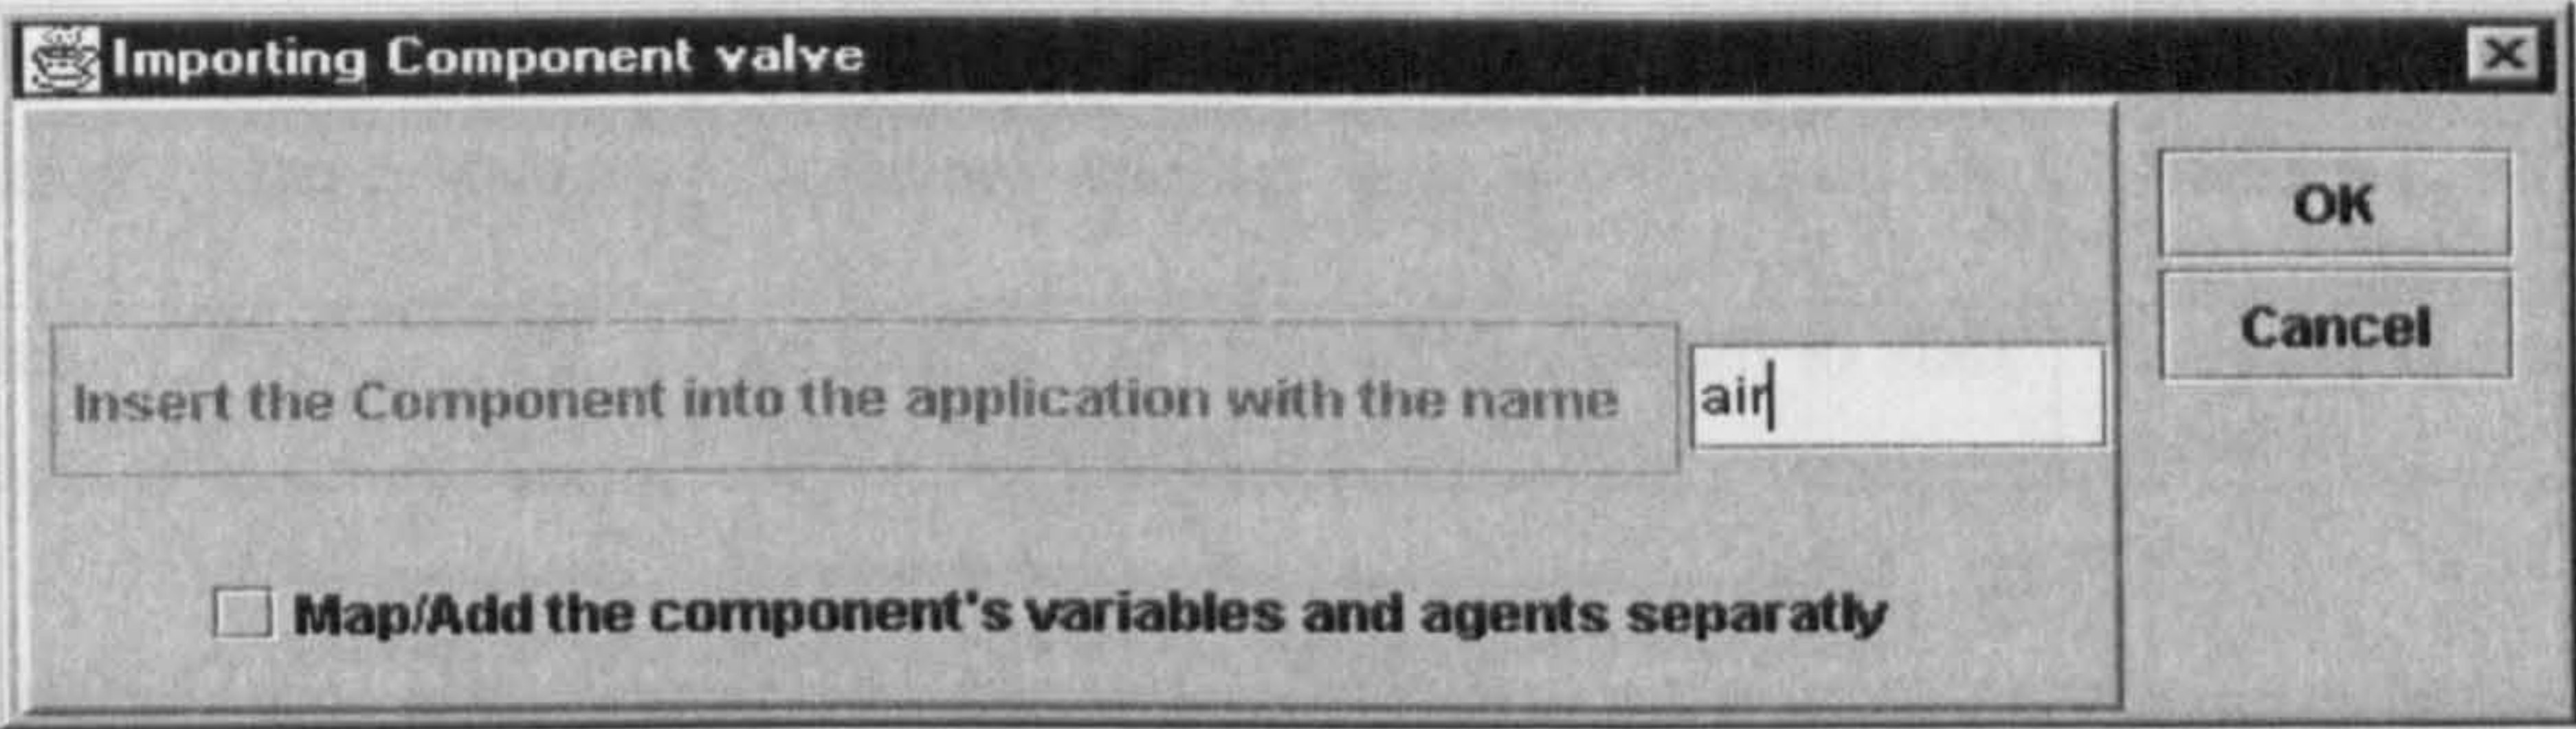 Importing Component valve
OK
Cancel
Insert the Component into the application with the name
air
Map/Add the component's variables and agents separatly